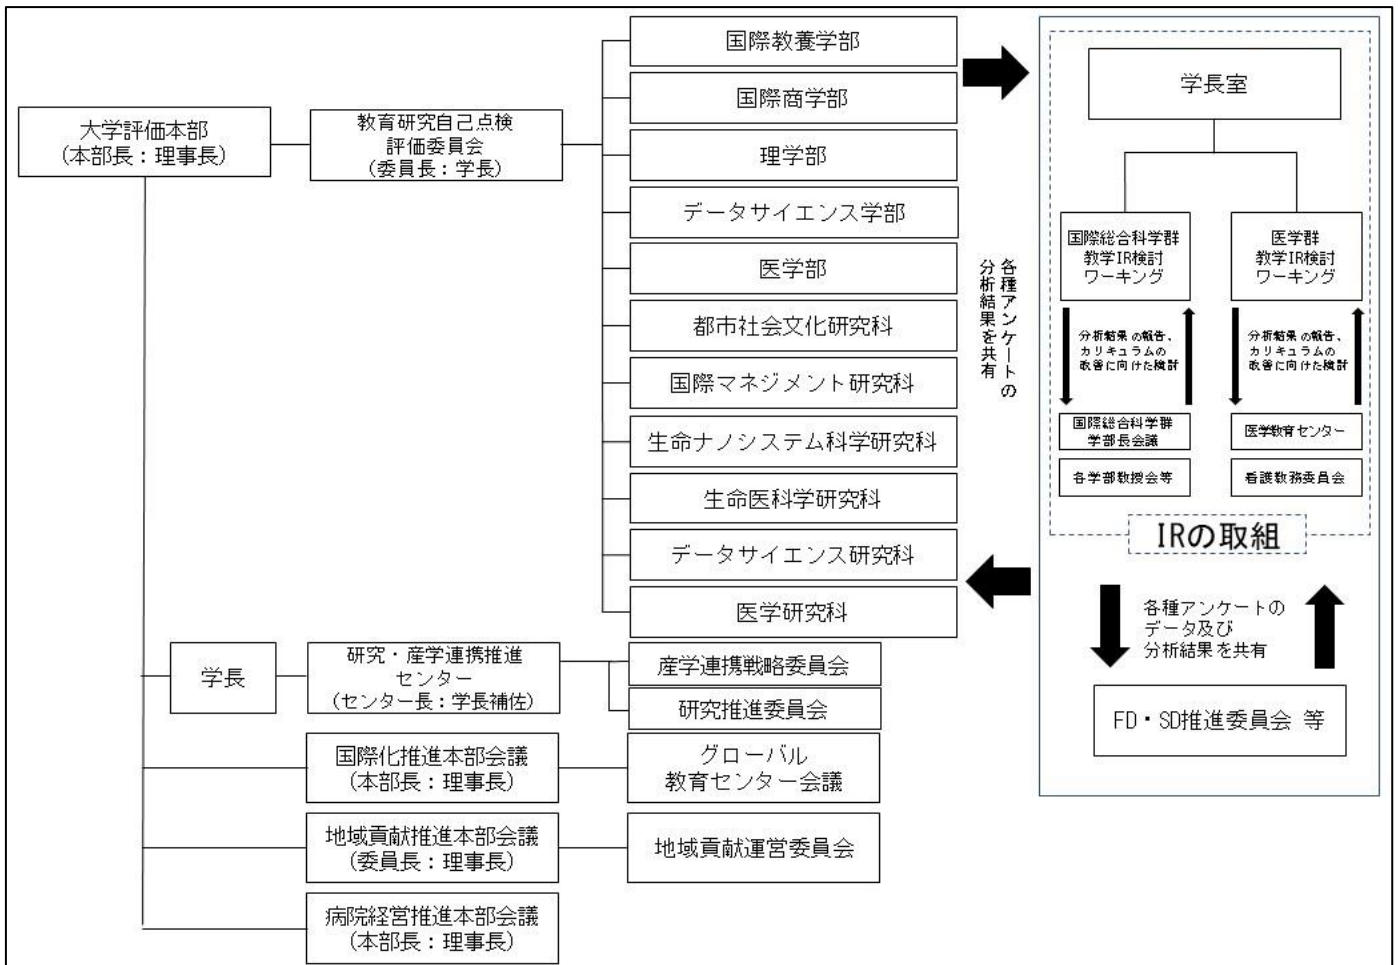 大学評価本部
(本部長：理事長)
教育研究自己点検
評価委員会
(委員長：学長)
国際教養学部
国際商学部
理学部
データサイエンス学部
医学部
都市社会文化研究科
国際マネジメント研究科
生命ナノシステム科学研究科
生命医科学研究科
データサイエンス研究科
医学研究科
学長
研究・産学連携推進
センター
(センター長：学長補佐)
産学連携戦略委員会
研究推進委員会
国際化推進本部会議
(本部長：理事長)
グローバル
教育センター会議
地域貢献推進本部会議
(委員長：理事長)
地域貢献運営委員会
病院経営推進本部会議
(本部長：理事長)
各種アンケートの
分析結果を共有
学長室
国際総合科学群
教学IR検討
ワーキング
医学群
教学IR検討
ワーキング
分析結果の報告、
カリキュラムの
改善に向けた検討
分析結果の報告、
カリキュラムの
改善に向けた検討
国際総合科学群
学部長会議
各学部教授会等
医学教育センター
看護教務委員会
IRの取組
各種アンケートの
データ及び
分析結果を共有
FD・SD推進委員会 等